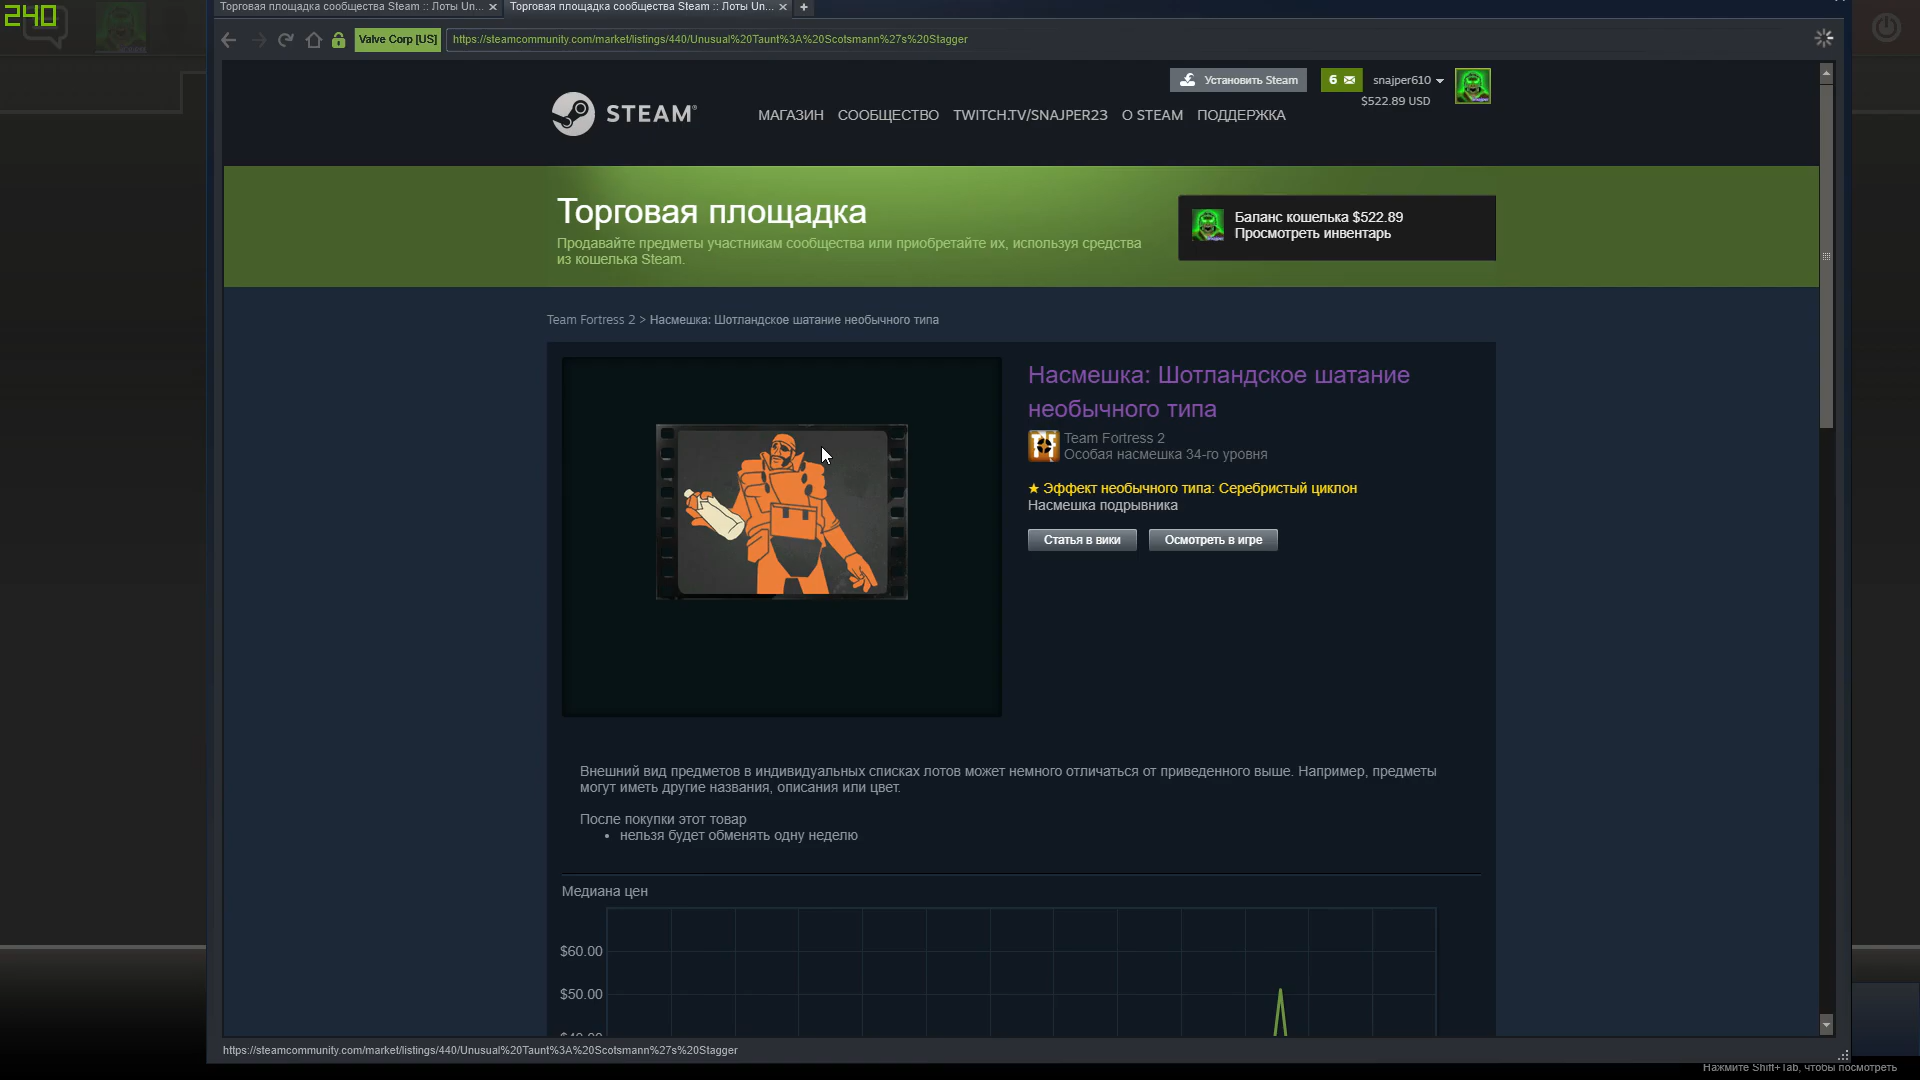 240
Торговая площадка сообщества Steam :: Лоты Un...
Торговая площадка сообщества Steam :: Лоты Un...
Valve Corp [US]
https://steamcommunity.com/market/listings/440/Unusual%20Taunt%3A%20Scotsmann%27s%20Stagger
Установить Steam
6
snajper610
$522.89 USD
STEAM
МАГАЗИН СООБЩЕСТВО TWITCH.TV/SNAJPER23 О STEAM ПОДДЕРЖКА
Торговая площадка
Продавайте предметы участникам сообщества или приобретайте их, используя средства
из кошелька Steam.
Баланс кошелька $522.89
Просмотреть инвентарь
Team Fortress 2 > Насмешка: Шотландское шатание необычного типа
Насмешка: Шотландское шатание
необычного типа
Team Fortress 2
Особая насмешка 34-го уровня
★ Эффект необычного типа: Серебристый циклон
Насмешка подрывника
Статья в вики
Осмотреть в игре
Внешний вид предметов в индивидуальных списках лотов может немного отличаться от приведенного выше. Например, предметы
могут иметь другие названия, описания или цвет.
После покупки этот товар
• нельзя будет обменять одну неделю
Медиана цен
$60.00
$50.00
$40.00
https://steamcommunity.com/market/listings/440/Unusual%20Taunt%3A%20Scotsmann%27s%20Stagger
Нажмите Shift+Tab, чтобы посмотреть